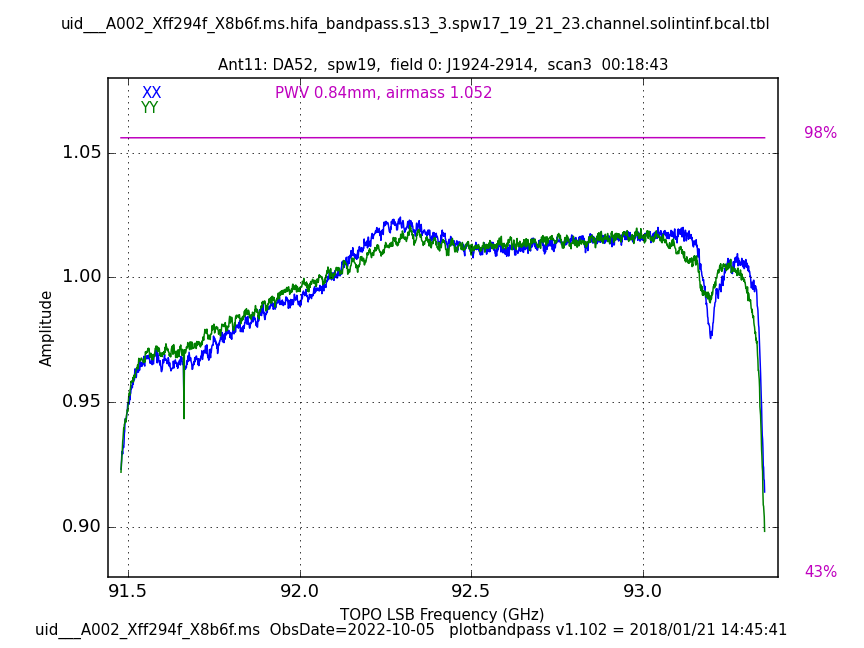 uid___A002_Xff294f_X8b6f.ms.hifa_bandpass.s13_3.spw17_19_21_23.channel.solintinf.bcal.tbl
Ant11: DA52, spw19, field 0: J1924-2914, scan3 00:18:43
XX
YY
PWV 0.84mm, airmass 1.052
98%
1.05
1.00
0.95
0.90
Amplitude
43%
91.5 92.0 92.5 93.0
TOPO LSB Frequency (GHz)
uid___A002_Xff294f_X8b6f.ms ObsDate=2022-10-05 plotbandpass v1.102 = 2018/01/21 14:45:41